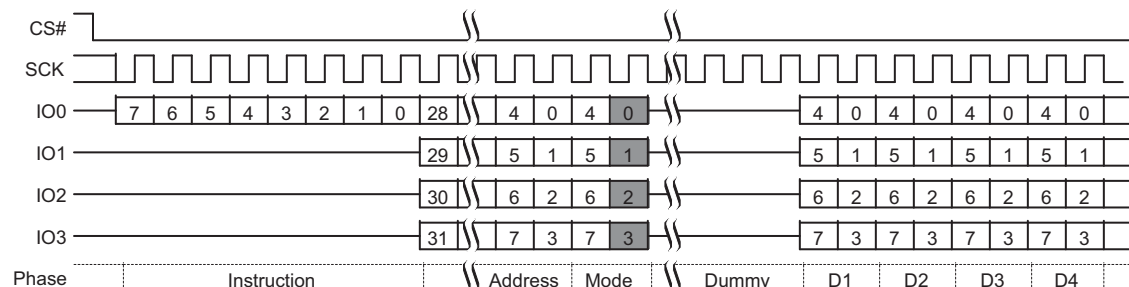 CS#
SCK
IO0 7 6 5 4 3 2 1 0 28 4 0 4 0 4 0 4 0 4 0 4 0
IO1 29 5 1 5 1 5 1 5 1 5 1 5 1
IO2 30 6 2 6 2 6 2 6 2 6 2 6 2
IO3 31 7 3 7 3 7 3 7 3 7 3 7 3
Phase Instruction Address Mode Dummy D1 D2 D3 D4